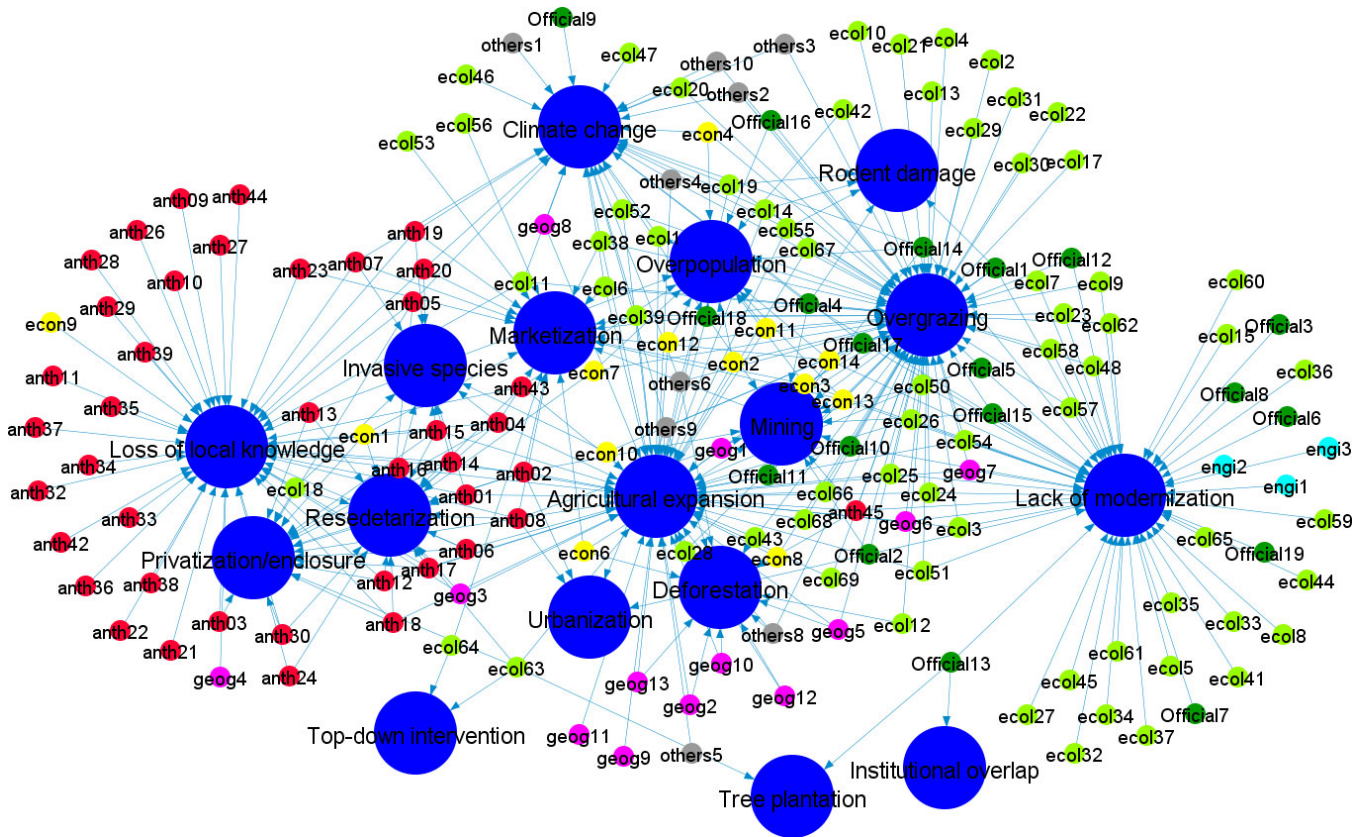 Official9
others1
ecol47
ecol46
others10
others3
ecol10
ecol21
ecol4
ecol2
ecol20
others2
ecol13
ecol31
ecol22
ecol56
ecol53
Climate change
econ4
Official16
ecol42
ecol29
ecol30
ecol17
others4
ecol19
Rodent damage
anth09
anth44
anth26
anth27
anth19
geog8
ecol52
ecol14
ecol55
ecol67
ecol38
ecol1
Official14
anth28
anth10
anth23
anth07
anth20
Overpopulation
Official1
Official12
ecol7
ecol9
ecol60
anth29
anth05
ecol11
ecol6
Official4
econ9
ecol39
Official18
econ11
Overgrazing
ecol23
ecol62
ecol15
Official3
anth39
Marketization
econ12
Official17
ecol58
Invasive species
econ7
econ2
econ14
Official5
ecol48
ecol36
anth11
anth43
others6
econ3
econ13
ecol50
Official8
anth35
anth13
ecol57
Official6
anth37
anth04
others9
Mining
ecol26
Official15
Loss of local knowledge
econ1
anth15
geog1
Official10
ecol54
engi3
anth34
anth16
anth14
anth02
econ10
Official11
ecol25
geog7
engi2
anth32
ecol18
anth01
Agricultural expansion
ecol66
ecol24
Lack of modernization
engi1
anth33
Resedetarization
anth08
ecol68
anth45
geog6
ecol3
ecol59
anth42
Privatization/enclosure
anth06
econ6
ecol28
ecol43
econ8
Official2
ecol65
Official19
anth36
anth38
anth12
anth17
geog3
Deforestation
ecol69
ecol51
ecol44
anth22
anth03
anth30
anth18
Urbanization
others8
geog5
ecol12
ecol35
ecol33
ecol8
anth21
ecol64
geog4
anth24
ecol63
geog13
geog10
geog12
Official13
ecol61
ecol5
ecol41
ecol45
geog2
Top-down intervention
geog11
geog9
others5
ecol27
ecol34
Official7
ecol32
ecol37
Institutional overlap
Tree plantation